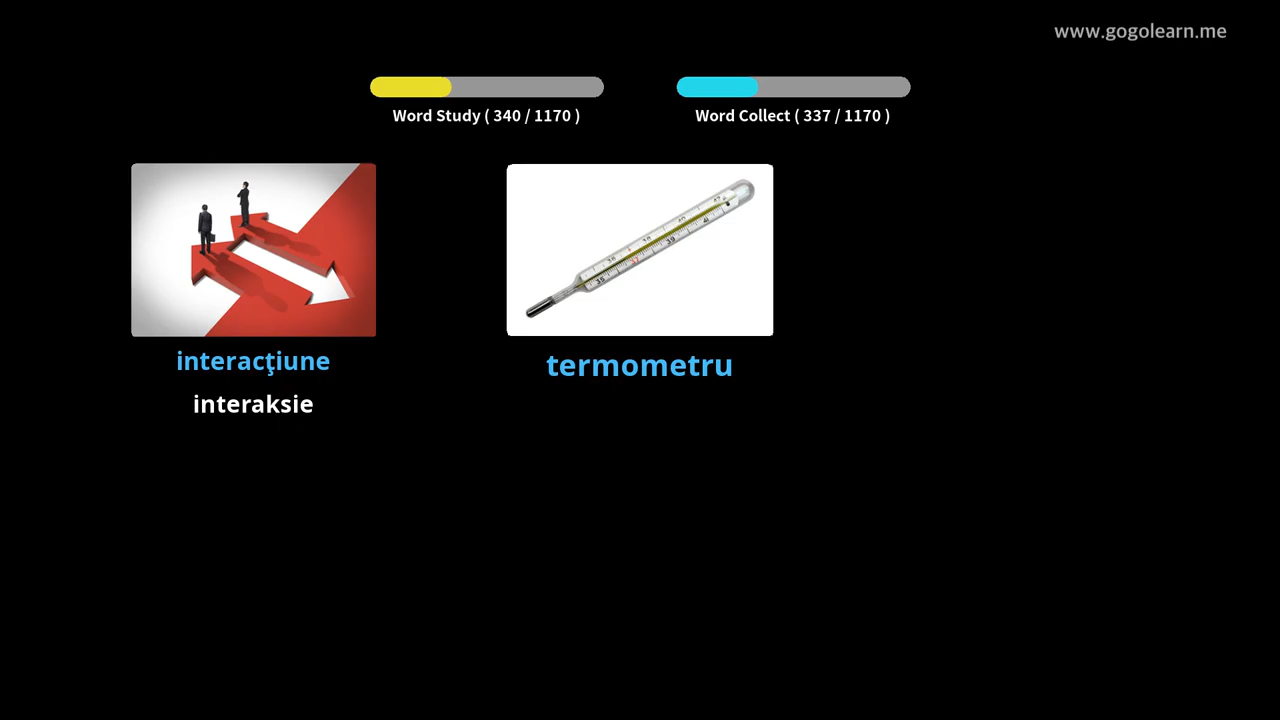 www.gogolearn.me
Word Study ( 340 / 1170 )
Word Collect ( 337 / 1170 )
interacţiune
termometru
interaksie